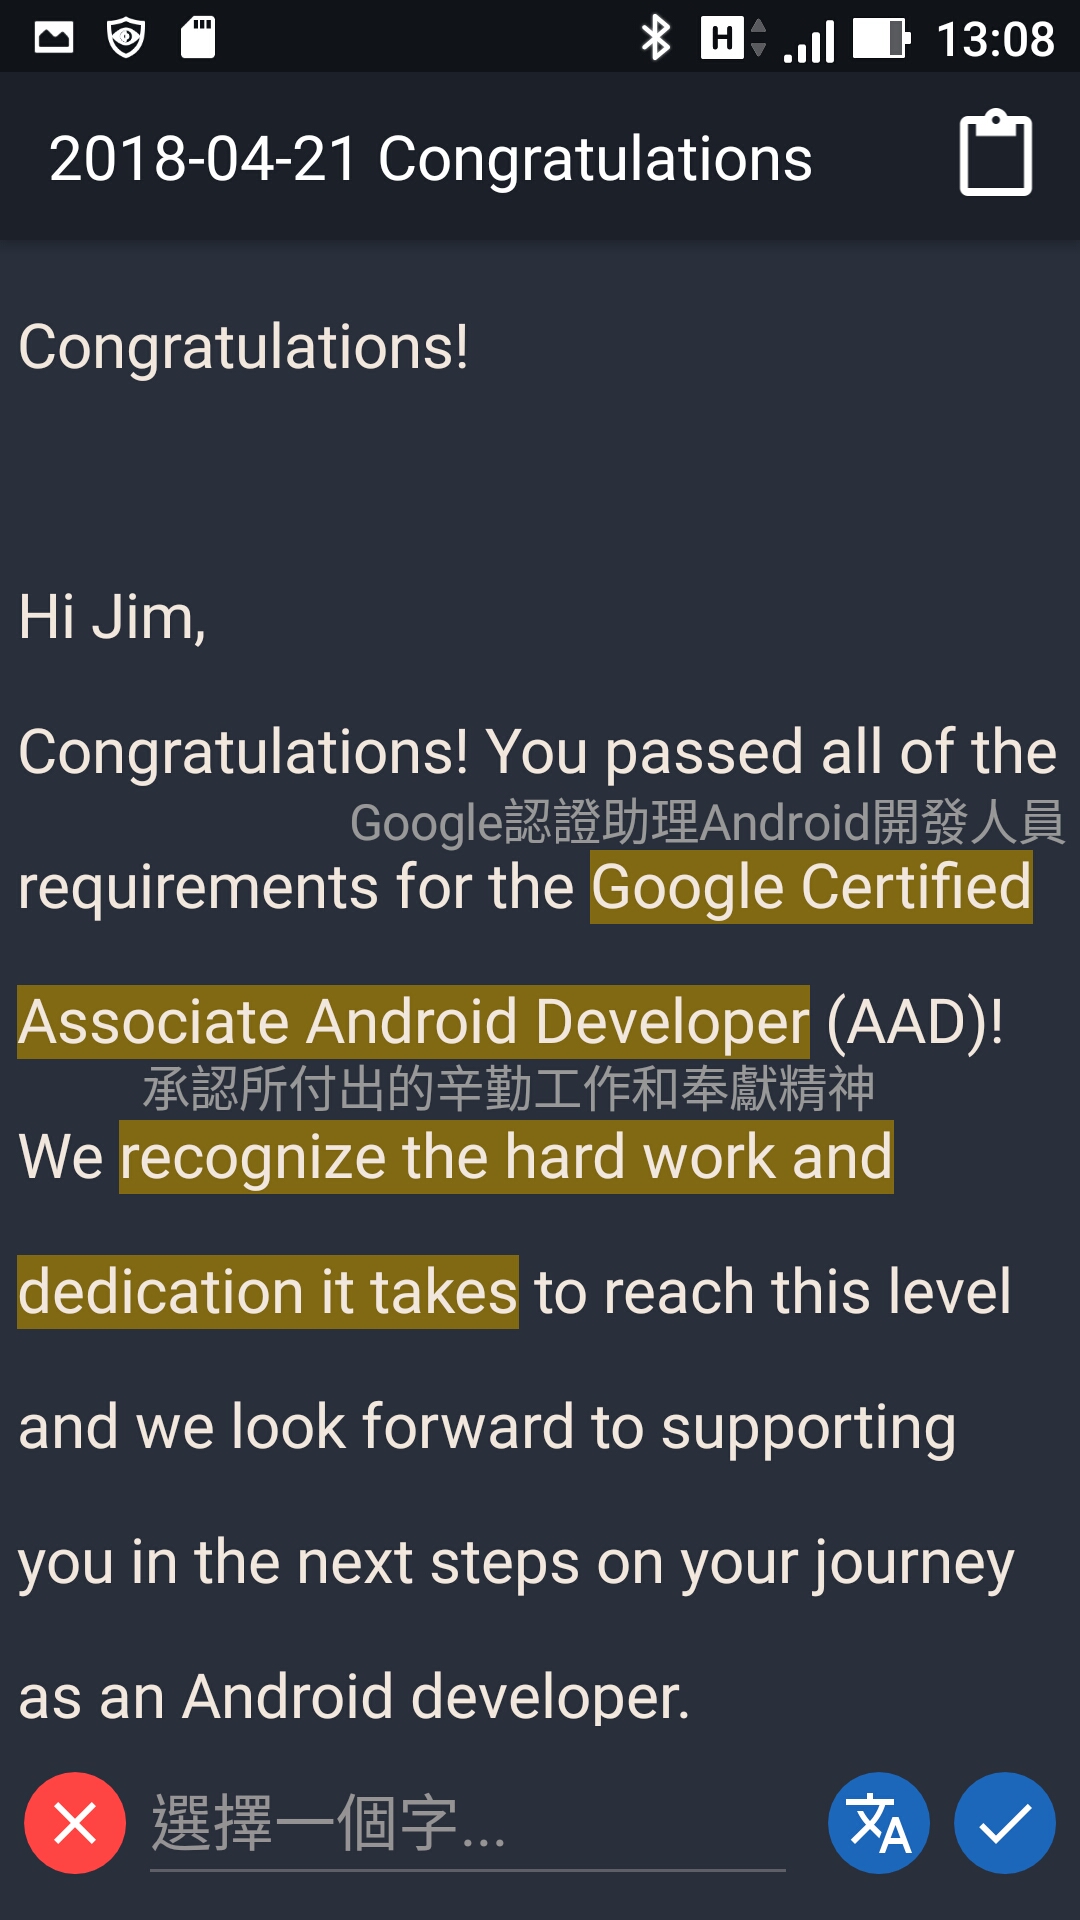 H 13:08
2018-04-21 Congratulations
Congratulations!
Hi Jim,
Congratulations! You passed all of the
Google認證助理Android開發人員
requirements for the Google Certified
Associate Android Developer (AAD)!
承認所付出的辛勤工作和奉獻精神
We recognize the hard work and
dedication it takes to reach this level
and we look forward to supporting
you in the next steps on your journey
as an Android developer.
選擇一個字...